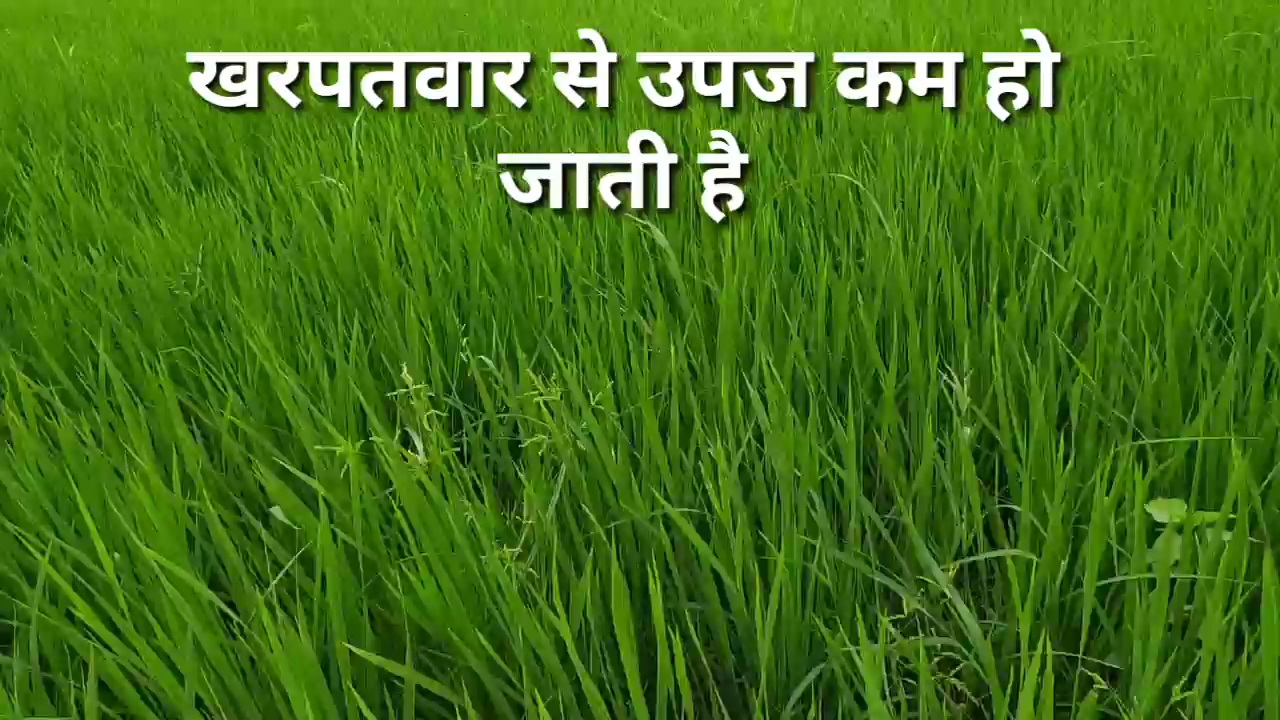 खरपतवार से उपज कम हो
जाती है